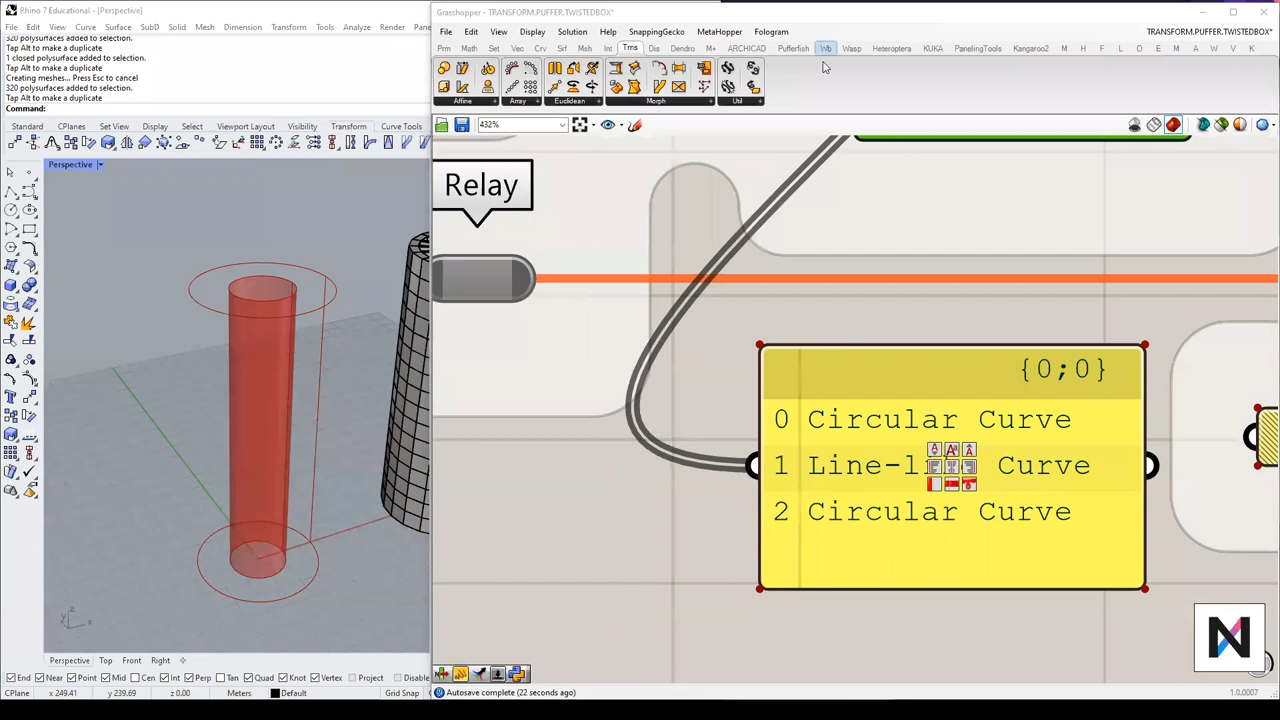 Rhino 7 Educational - [Perspective]
File Edit View Curve Surface SubD Solid Mesh Dimension Transform Tools Analyze Render
320 polysurfaces added to selection.
Tap Alt to make a duplicate
1 closed polysurface added to selection.
Tap Alt to make a duplicate
Creating meshes... Press Esc to cancel
320 polysurfaces added to selection.
Tap Alt to make a duplicate
Command:
Standard CPlanes Set View Display Select Viewport Layout Visibility Transform Curve Tools
Perspective
z
y
x
Perspective Top Front Right
End Near Point Mid Cen Int Perp Tan Quad Knot Vertex Project Disable
CPlane x 249.41 y 239.69 z 0.00 Meters Default Grid Snap
Grasshopper - TRANSFORM.PUFFER.TWISTEDBOX*
File Edit View Display Solution Help SnappingGecko MetaHopper Fologram
TRANSFORM.PUFFER.TWISTEDBOX*
Prm Math Set Vec Crv Srf Msh Int Trns Dis Dendro M+ ARCHICAD Pufferfish Wb Wasp Heteroptera KUKA PanelingTools Kangaroo2 M H F L O E D M A M R W V K
Affine Array Euclidean Morph Util
432%
Relay
{0;0}
0 Circular Curve
1 Line-li Curve
2 Circular Curve
N
Autosave complete (22 seconds ago)
1.0.0007